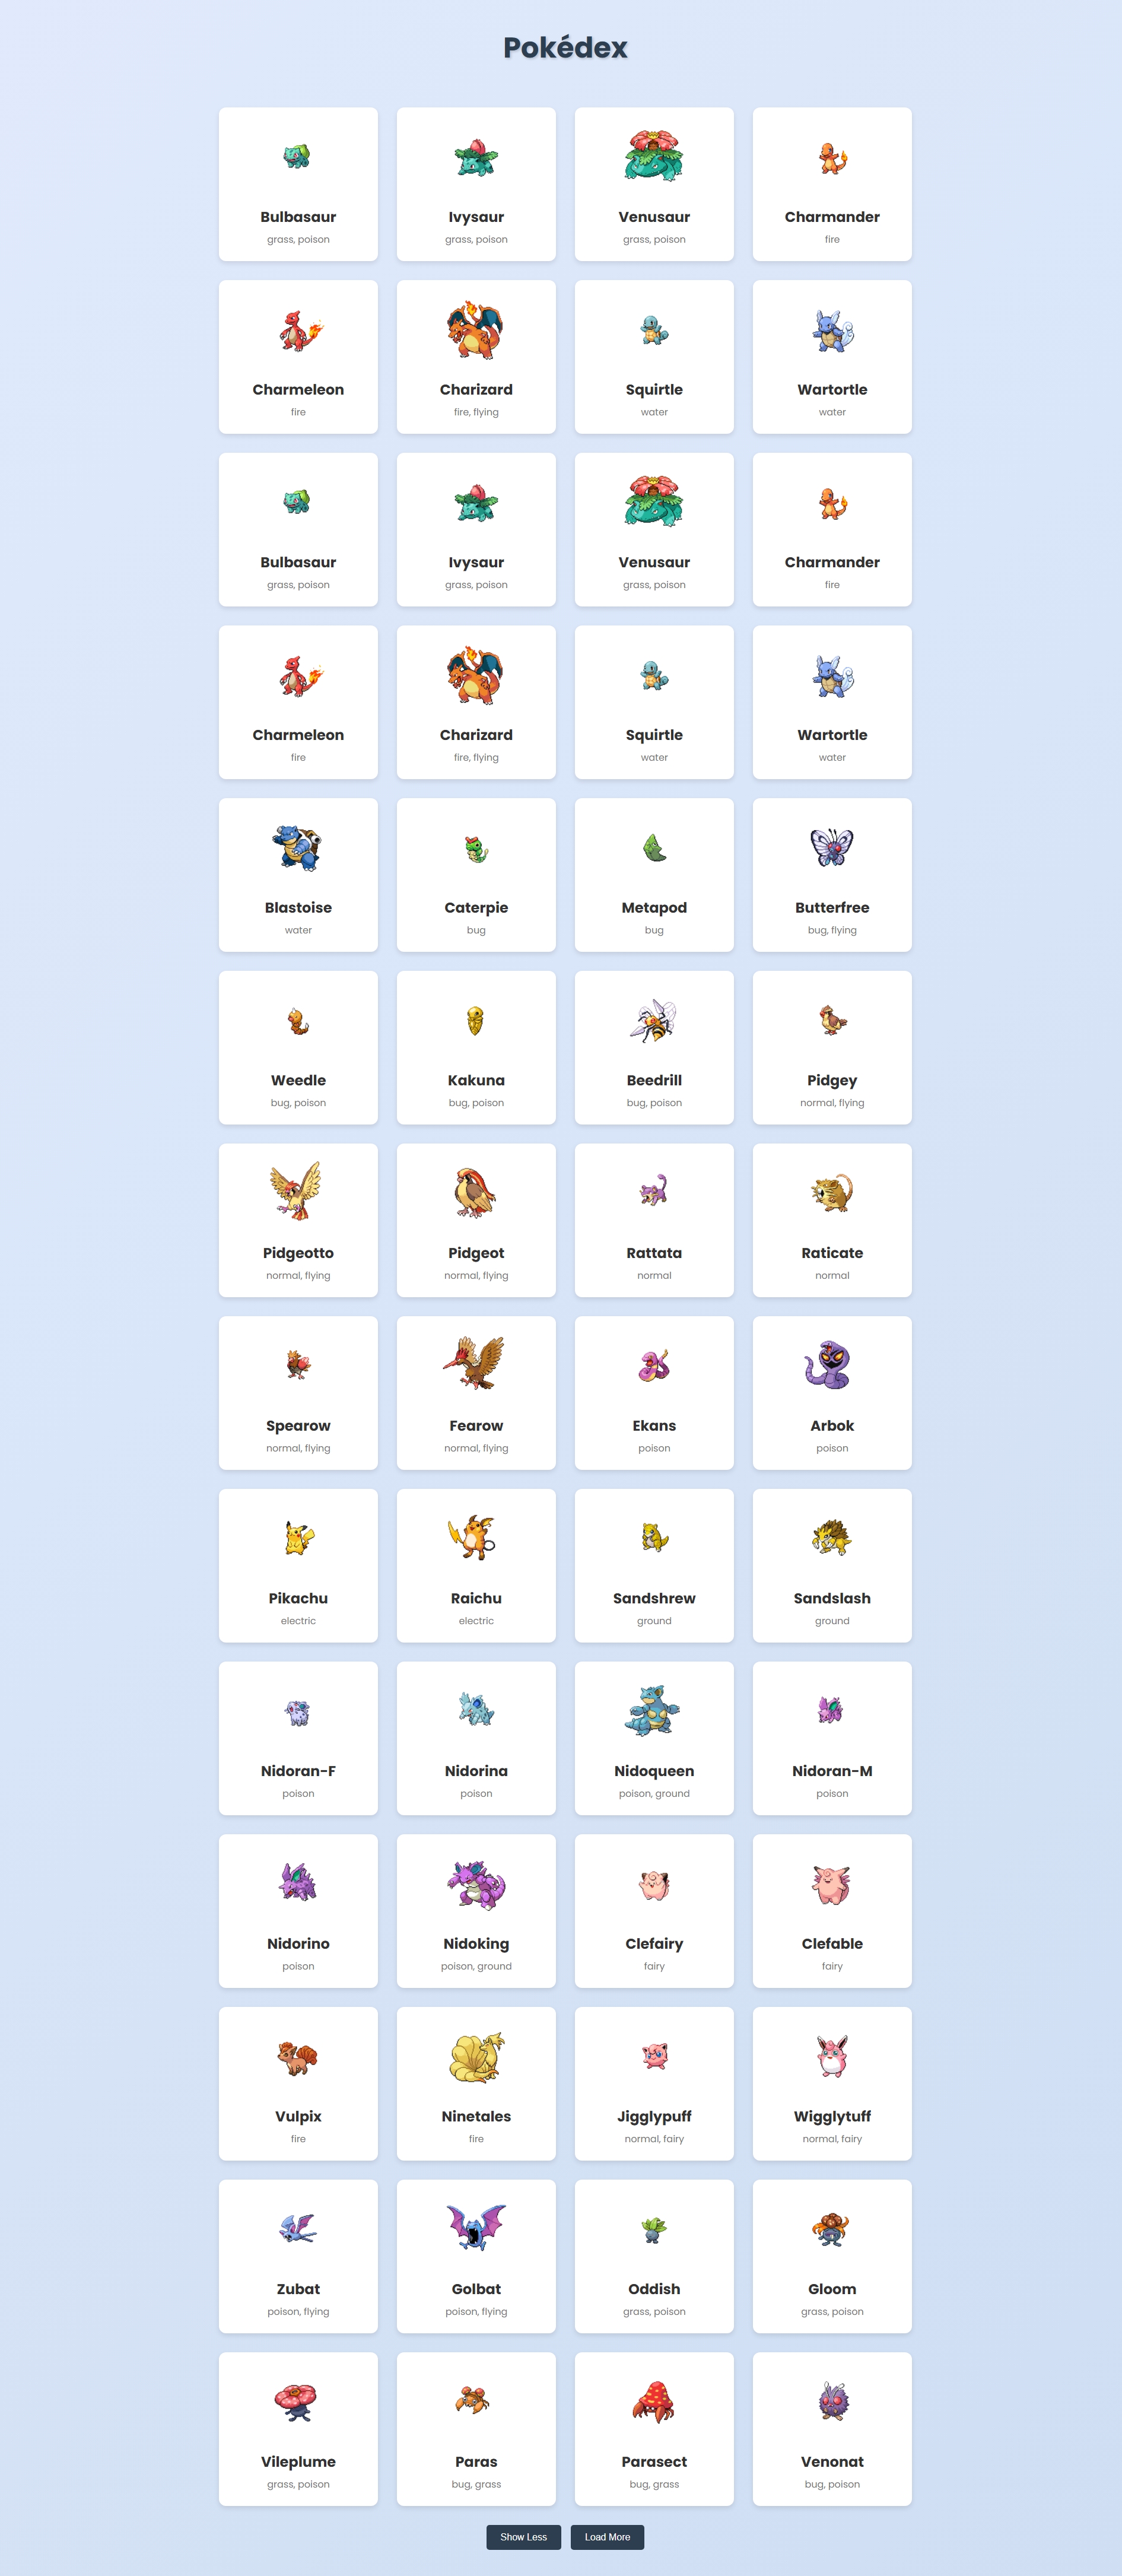 Pokédex
Bulbasaur Ivysaur Venusaur Charmander
grass, poison grass, poison grass, poison fire
Charmeleon Charizard Squirtle Wartortle
fire fire, flying water water
Bulbasaur Ivysaur Venusaur Charmander
grass, poison grass, poison grass, poison fire
Charmeleon Charizard Squirtle Wartortle
fire fire, flying water water
Blastoise Caterpie Metapod Butterfree
water bug bug bug, flying
Weedle Kakuna Beedrill Pidgey
bug, poison bug, poison bug, poison normal, flying
Pidgeotto Pidgeot Rattata Raticate
normal, flying normal, flying normal normal
Spearow Fearow Ekans Arbok
normal, flying normal, flying poison poison
Pikachu Raichu Sandshrew Sandslash
electric electric ground ground
Nidoran-F Nidorina Nidoqueen Nidoran-M
poison poison poison, ground poison
Nidorino Nidoking Clefairy Clefable
poison poison, ground fairy fairy
Vulpix Ninetales Jigglypuff Wigglytuff
fire fire normal, fairy normal, fairy
Zubat Golbat Oddish Gloom
poison, flying poison, flying grass, poison grass, poison
Vileplume Paras Parasect Venonat
grass, poison bug, grass bug, grass bug, poison
Show Less Load More